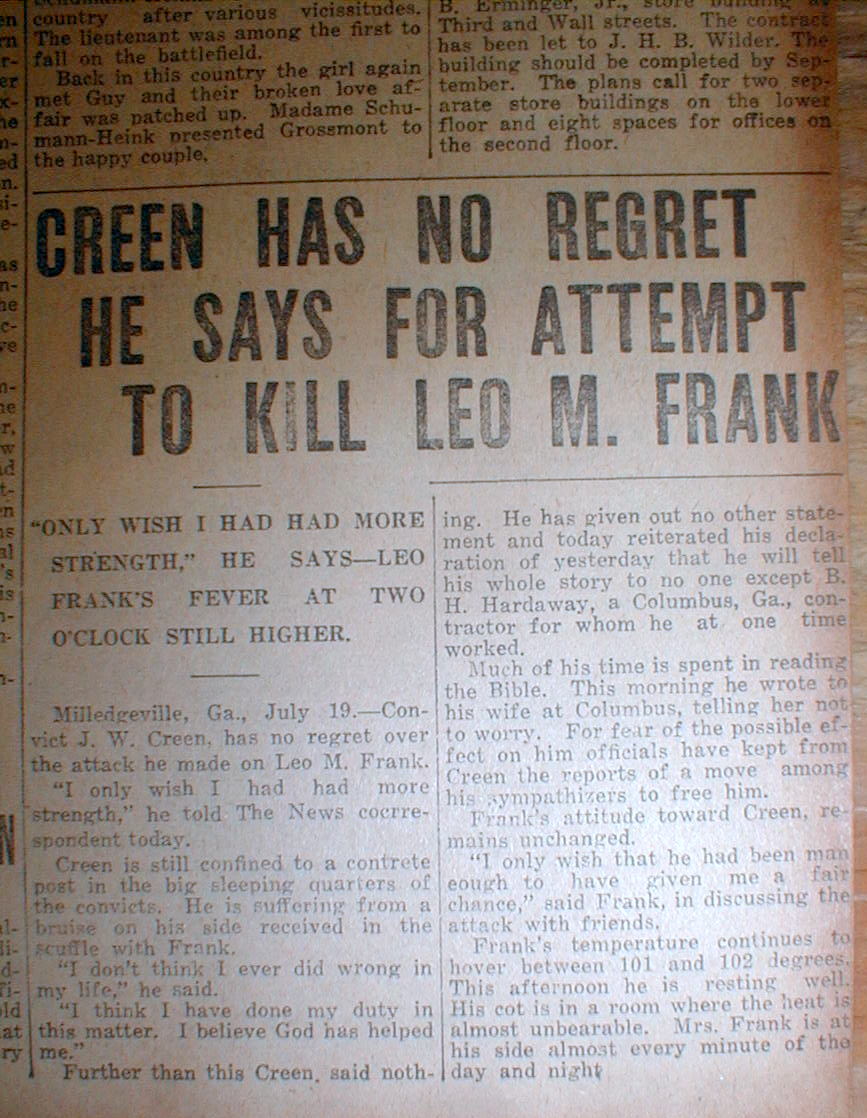 country after various vicissitudes.
The lieutenant was among the first to
fall on the battlefield.
Back in this country the girl again
met Guy and their broken love af-
fair was patched up. Madame Schu-
mann-Heink presented Grossmont to
the happy couple.
B. Erminger, Jr., store building at
Third and Wall streets. The contract
has been let to J. H. B. Wilder. The
building should be completed by Sep-
tember. The plans call for two sep-
arate store buildings on the lower
floor and eight spaces for offices on
the second floor.
CREEN HAS NO REGRET
HE SAYS FOR ATTEMPT
TO KILL LEO M. FRANK
"ONLY WISH I HAD HAD MORE
STRENGTH," HE SAYS—LEO
FRANK'S FEVER AT TWO
O'CLOCK STILL HIGHER.
Milledgeville, Ga., July 19.—Con-
vict J. W. Creen, has no regret over
the attack he made on Leo M. Frank.
"I only wish I had had more
strength," he told The News cocrre-
spondent today.
Creen is still confined to a contrete
post in the big sleeping quarters of
the convicts. He is suffering from a
bruise on his side received in the
scuffle with Frank.
"I don't think I ever did wrong in
my life," he said.
"I think I have done my duty in
this matter. I believe God has helped
me."
Further than this Creen, said noth-
ing. He has given out no other state-
ment and today reiterated his decla-
ration of yesterday that he will tell
his whole story to no one except B.
H. Hardaway, a Columbus, Ga., con-
tractor for whom he at one time
worked.
Much of his time is spent in reading
the Bible. This morning he wrote to
his wife at Columbus, telling her not
to worry. For fear of the possible ef-
fect on him officials have kept from
Creen the reports of a move among
his sympathizers to free him.
Frank's attitude toward Creen, re-
mains unchanged.
"I only wish that he had been man
eough to have given me a fair
chance," said Frank, in discussing the
attack with friends.
Frank's temperature continues to
hover between 101 and 102 degrees.
This afternoon he is resting well.
His cot is in a room where the heat is
almost unbearable. Mrs. Frank is at
his side almost every minute of the
day and night